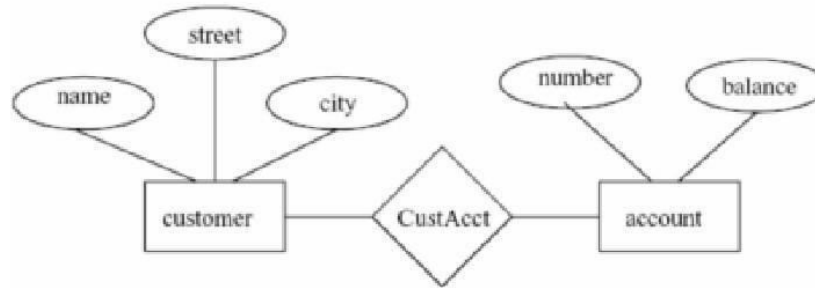 street
name
city
number
balance
customer
CustAcct
account